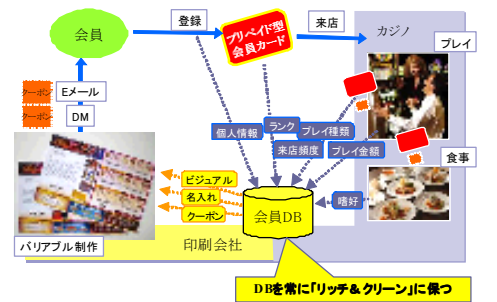 会員
登録
プリペイド型
会員カード
来店
カジノ
プレイ
クーポン
Eメール
クーポン
DM
個人情報
ランク
プレイ種類
来店頻度
プレイ金額
食事
ビジュアル
名入れ
クーポン
会員DB
嗜好
バリアブル制作
印刷会社
DBを常に「リッチ&クリーン」に保つ